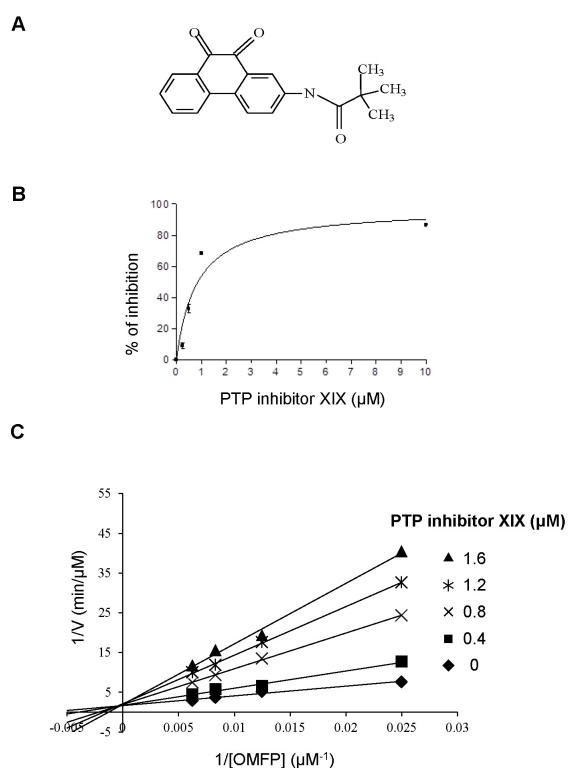 A
O O
CH3
N CH3
CH3
O
B
100
80
60
40
20
0
% of inhibition
0 1 2 3 4 5 6 7 8 9 10
PTP inhibitor XIX (µM)
C
55
45
35
25
15
5
-5
1/V (min/µM)
PTP inhibitor XIX (µM)
1.6
1.2
0.8
0.4
0
-0.005 0 0.005 0.01 0.015 0.02 0.025 0.03
1/[OMFP] (µM-1)